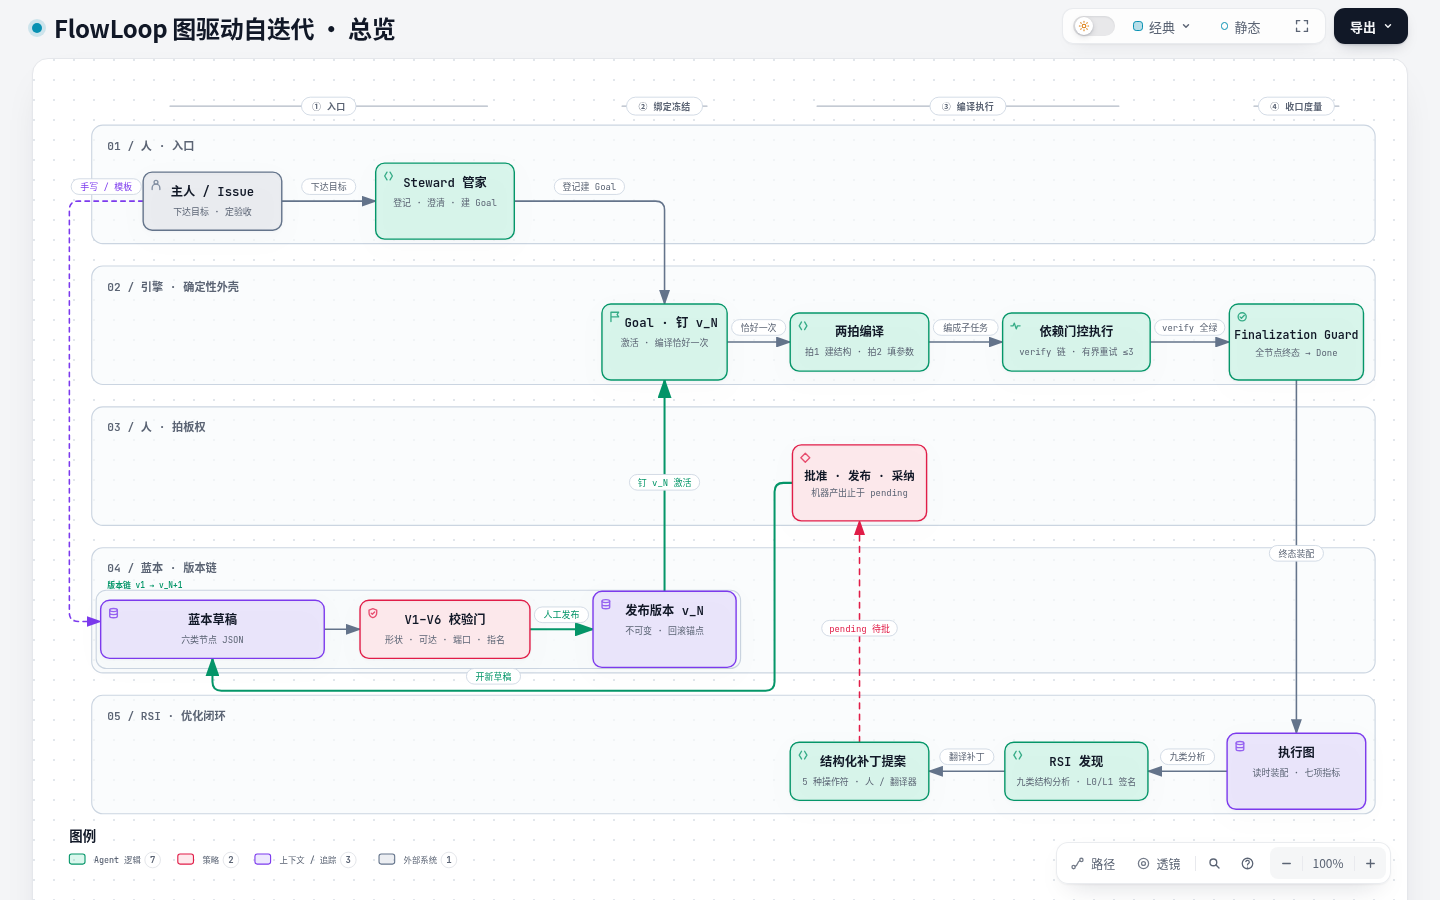 FlowLoop 图驱动自迭代 · 总览
经典
静态
导出
① 入口
② 绑定冻结
③ 编译执行
④ 收口度量
01 / 人 · 入口
手写 / 模板
主人 / Issue
下达目标 · 定验收
下达目标
Steward 管家
登记 · 澄清 · 建 Goal
登记建 Goal
02 / 引擎 · 确定性外壳
Goal · 钉 v_N
激活 · 编译恰好一次
恰好一次
两拍编译
拍1 建结构 · 拍2 填参数
编成子任务
依赖门控执行
verify 链 · 有界重试 ≤3
verify 全绿
Finalization Guard
全节点终态 → Done
03 / 人 · 拍板权
批准 · 发布 · 采纳
机器产出止于 pending
钉 v_N 激活
终态装配
04 / 蓝本 · 版本链
版本链 v1 → v_N+1
蓝本草稿
六类节点 JSON
V1–V6 校验门
形状 · 可达 · 端口 · 指名
人工发布
发布版本 v_N
不可变 · 回滚锚点
pending 待批
开新草稿
05 / RSI · 优化闭环
结构化补丁提案
5 种操作符 · 人 / 翻译器
翻译补丁
RSI 发现
九类结构分析 · L0/L1 签名
九类分析
执行图
读时装配 · 七项指标
图例
Agent 逻辑 7
策略 2
上下文 / 追踪 3
外部系统 1
路径
透镜
100%